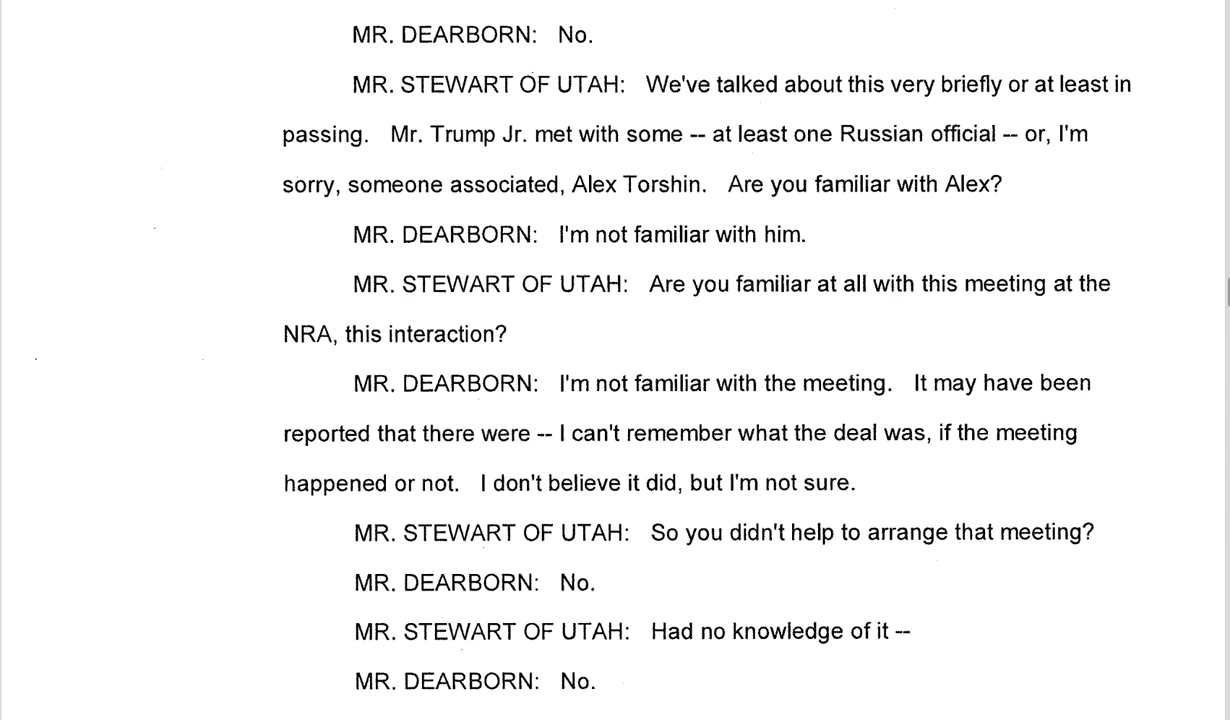 MR. DEARBORN: No.
MR. STEWART OF UTAH: We've talked about this very briefly or at least in
passing. Mr. Trump Jr. met with some -- at least one Russian official -- or, I'm
sorry, someone associated, Alex Torshin. Are you familiar with Alex?
MR. DEARBORN: I'm not familiar with him.
MR. STEWART OF UTAH: Are you familiar at all with this meeting at the
NRA, this interaction?
MR. DEARBORN: I'm not familiar with the meeting. It may have been
reported that there were -- I can't remember what the deal was, if the meeting
happened or not. I don't believe it did, but I'm not sure.
MR. STEWART OF UTAH: So you didn't help to arrange that meeting?
MR. DEARBORN: No.
MR. STEWART OF UTAH: Had no knowledge of it --
MR. DEARBORN: No.